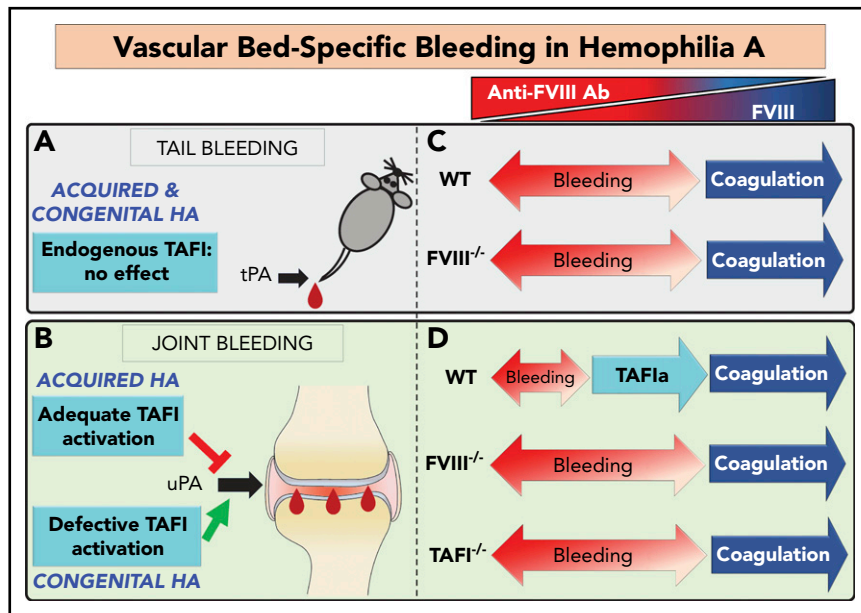 Vascular Bed-Specific Bleeding in Hemophilia A
Anti-FVIII Ab
FVIII
A
TAIL BLEEDING
ACQUIRED &
CONGENITAL HA
Endogenous TAFI:
no effect
tPA
C
WT
Bleeding
Coagulation
FVIII-/-
Bleeding
Coagulation
B
JOINT BLEEDING
ACQUIRED HA
Adequate TAFI
activation
uPA
Defective TAFI
activation
CONGENITAL HA
D
WT
Bleeding
TAFIa
Coagulation
FVIII-/-
Bleeding
Coagulation
TAFI-/-
Bleeding
Coagulation